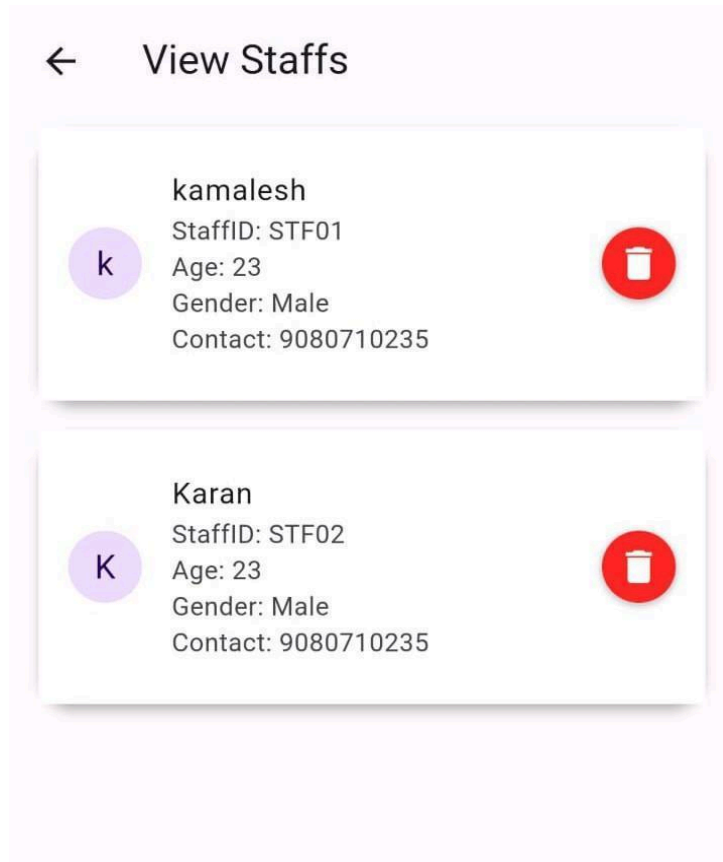 View Staffs
kamalesh
StaffID: STF01
k
Age: 23
Gender: Male
Contact: 9080710235
Karan
StaffID: STF02
K
Age: 23
Gender: Male
Contact: 9080710235